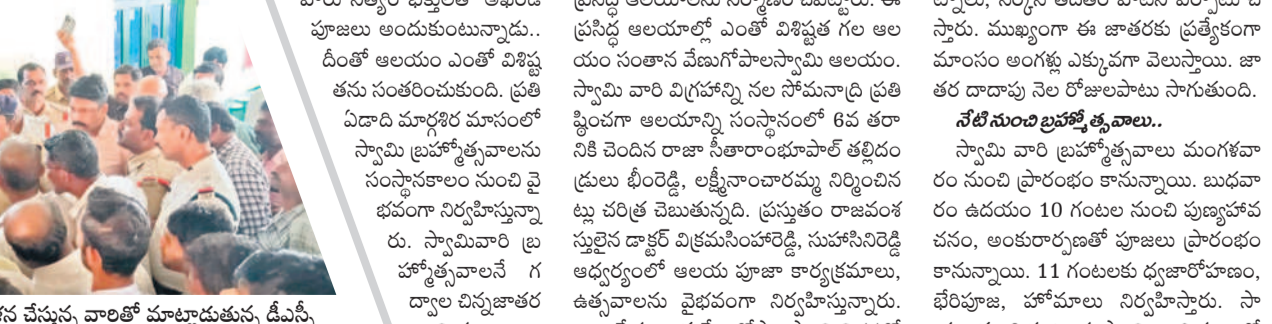 పూజలు అందుకుంటున్నాడు..
దీంతో ఆలయం ఎంతో విశిష్ట
తను సంతరించుకుంది. ప్రతి
ఏడాది మార్గశిర మాసంలో
స్వామి బ్రహ్మోత్సవాలను
సంస్థానకాలం నుంచి వై
భవంగా నిర్వహిస్తున్నా
రు. స్వామివారి బ్ర
హ్మోత్సవాలనే గ
ద్వాల చిన్నజాతర
ప్రసిద్ధ ఆలయాల్లో ఎంతో విశిష్టత గల ఆల
యం సంతాన వేణుగోపాలస్వామి ఆలయం.
స్వామి వారి విగ్రహాన్ని నల సోమనాద్రి ప్రతి
ష్ఠించగా ఆలయాన్ని సంస్థానంలో 6వ తరా
నికి చెందిన రాజా సీతారాంభూపాల్ తల్లిదం
డ్రులు భీంరెడ్డి, లక్ష్మీనాంచారమ్మ నిర్మించిన
ట్లు చరిత్ర చెబుతున్నది. ప్రస్తుతం రాజవంశ
స్తులైన డాక్టర్ విక్రమసింహారెడ్డి, సుహాసినిరెడ్డి
ఆధ్వర్యంలో ఆలయ పూజా కార్యక్రమాలు,
ఉత్సవాలను వైభవంగా నిర్వహిస్తున్నారు.
స్తారు. ముఖ్యంగా ఈ జాతరకు ప్రత్యేకంగా
మాంసం అంగళ్లు ఎక్కువగా వెలుస్తాయి. జా
తర దాదాపు నెల రోజులపాటు సాగుతుంది.
నేటి నుంచి బ్రహ్మోత్సవాలు..
స్వామి వారి బ్రహ్మోత్సవాలు మంగళవా
రం నుంచి ప్రారంభం కానున్నాయి. బుధవా
రం ఉదయం 10 గంటల నుంచి పుణ్యహావ
చనం, అంకురార్పణతో పూజలు ప్రారంభం
కానున్నాయి. 11 గంటలకు ధ్వజారోహణం,
భేరిపూజ, హోమాలు నిర్వహిస్తారు. సా
చేస్తున్న వారితో మాట్లాడుతున్న డీఎస్పీ